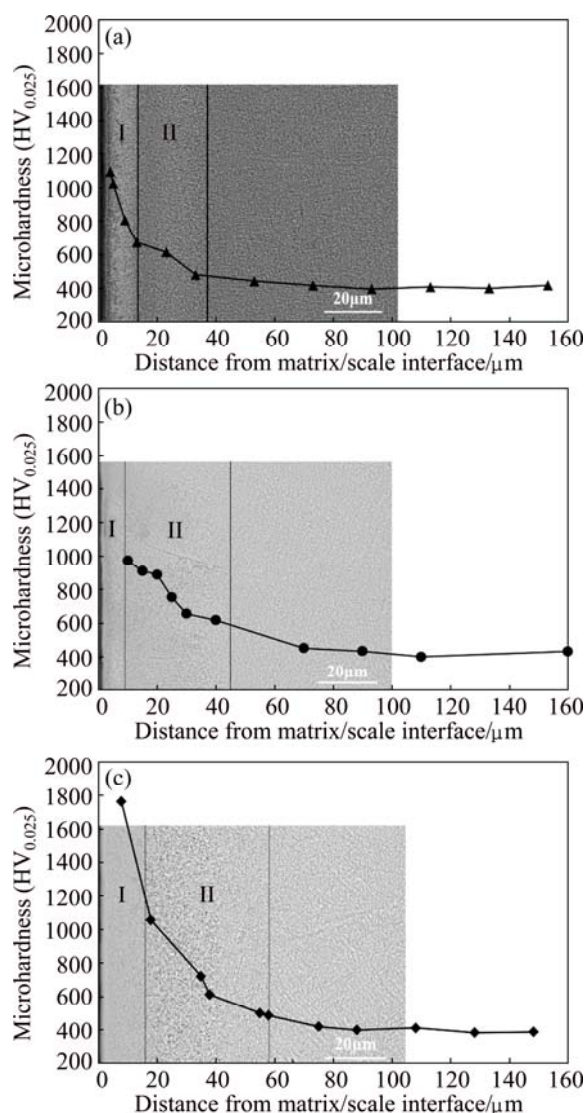 (a)
2000
1800
1600
1400
1200
1000
800
600
400
200
Microhardness (HV0.025)
I
II
20μm
0 20 40 60 80 100 120 140 160
Distance from matrix/scale interface/μm
(b)
2000
1800
1600
1400
1200
1000
800
600
400
200
Microhardness (HV0.025)
I
II
20μm
0 20 40 60 80 100 120 140 160
Distance from matrix/scale interface/μm
(c)
2000
1800
1600
1400
1200
1000
800
600
400
200
Microhardness (HV0.025)
I
II
20μm
0 20 40 60 80 100 120 140 160
Distance from matrix/scale interface/μm